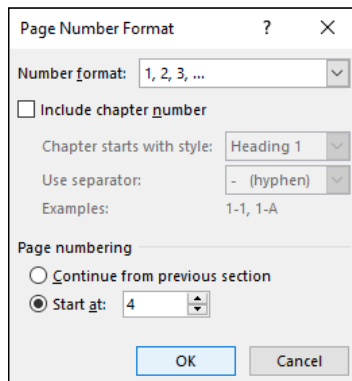 Page Number Format ? ×
Number format: 1, 2, 3, ...
Include chapter number
Chapter starts with style: Heading 1
Use separator: - (hyphen)
Examples: 1-1, 1-A
Page numbering
Continue from previous section
Start at: 4
OK Cancel